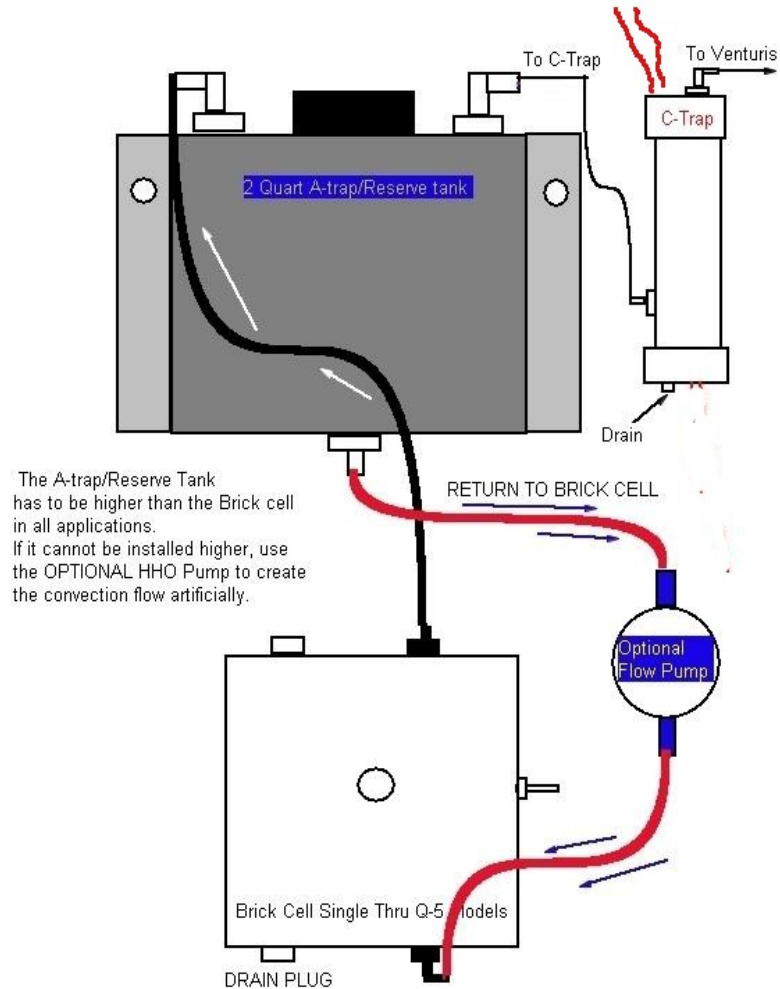 To C-Trap
To Venturis
C-Trap
2 Quart A-trap/Reserve tank
Drain
The A-trap/Reserve Tank
has to be higher than the Brick cell
in all applications.
If it cannot be installed higher, use
the OPTIONAL HHO Pump to create
the convection flow artificially.
RETURN TO BRICK CELL
Optional
Flow Pump
Brick Cell Single Thru Q-5 Models
DRAIN PLUG